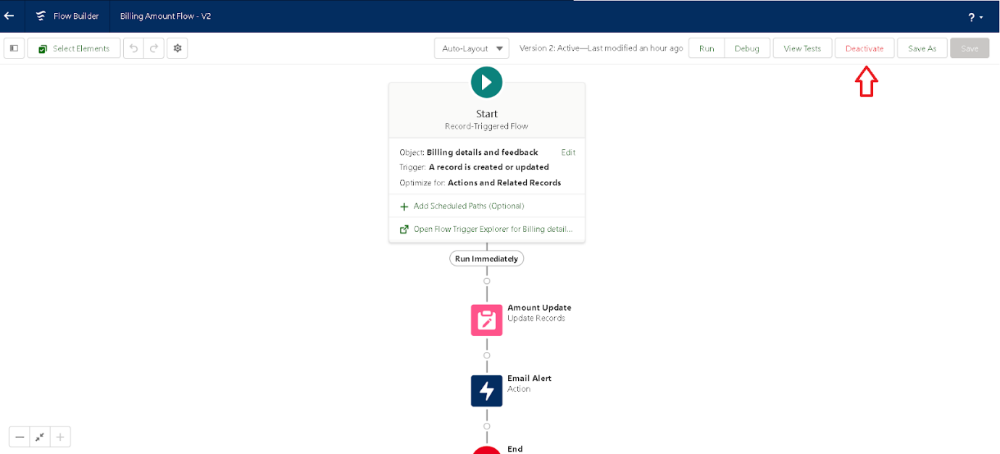 Flow Builder
Billing Amount Flow - V2
?
Select Elements
Auto-Layout
Version 2: Active—Last modified an hour ago
Run
Debug
View Tests
Deactivate
Save As
Save
Start
Record-Triggered Flow
Object: Billing details and feedback
Edit
Trigger: A record is created or updated
Optimize for: Actions and Related Records
Add Scheduled Paths (Optional)
Open Flow Trigger Explorer for Billing detail...
Run Immediately
Amount Update
Update Records
Email Alert
Action
End